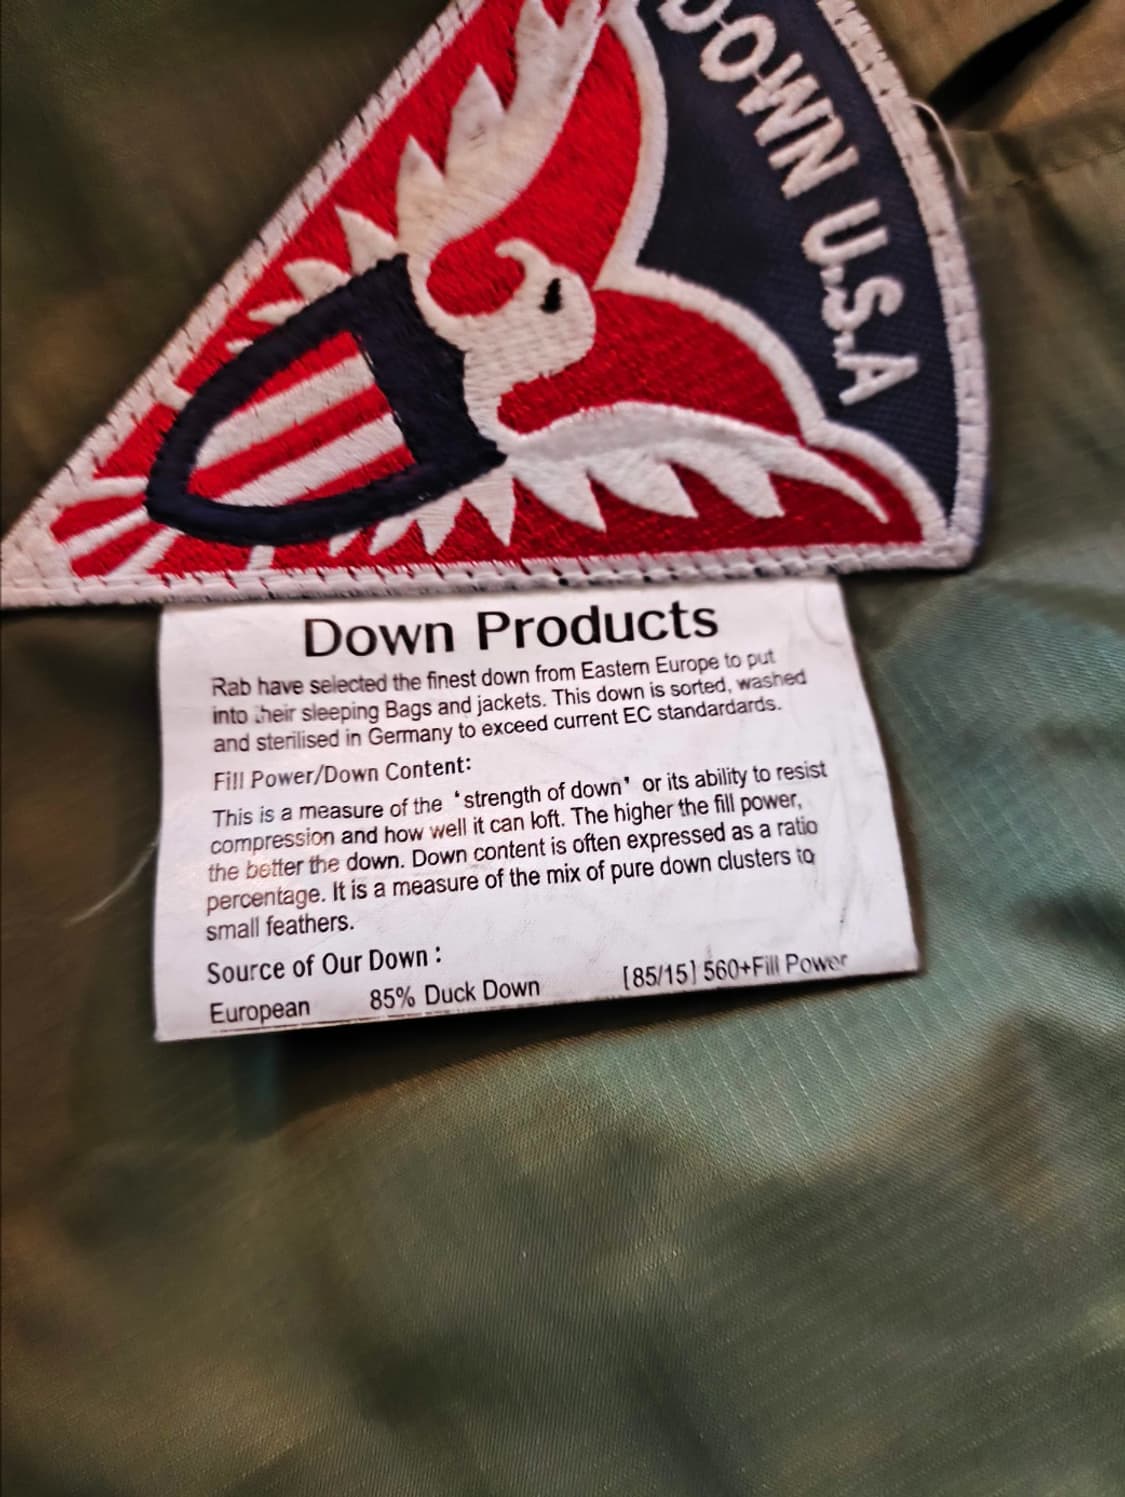 DOWN U.S.A
Down Products
Rab have selected the finest down from Eastern Europe to put
into their sleeping Bags and jackets. This down is sorted, washed
and sterilised in Germany to exceed current EC standardards.
Fill Power/Down Content:
This is a measure of the 'strength of down' or its ability to resist
compression and how well it can loft. The higher the fill power,
the better the down. Down content is often expressed as a ratio
percentage. It is a measure of the mix of pure down clusters to
small feathers.
Source of Our Down :
European 85% Duck Down [85/15] 560+Fill Power